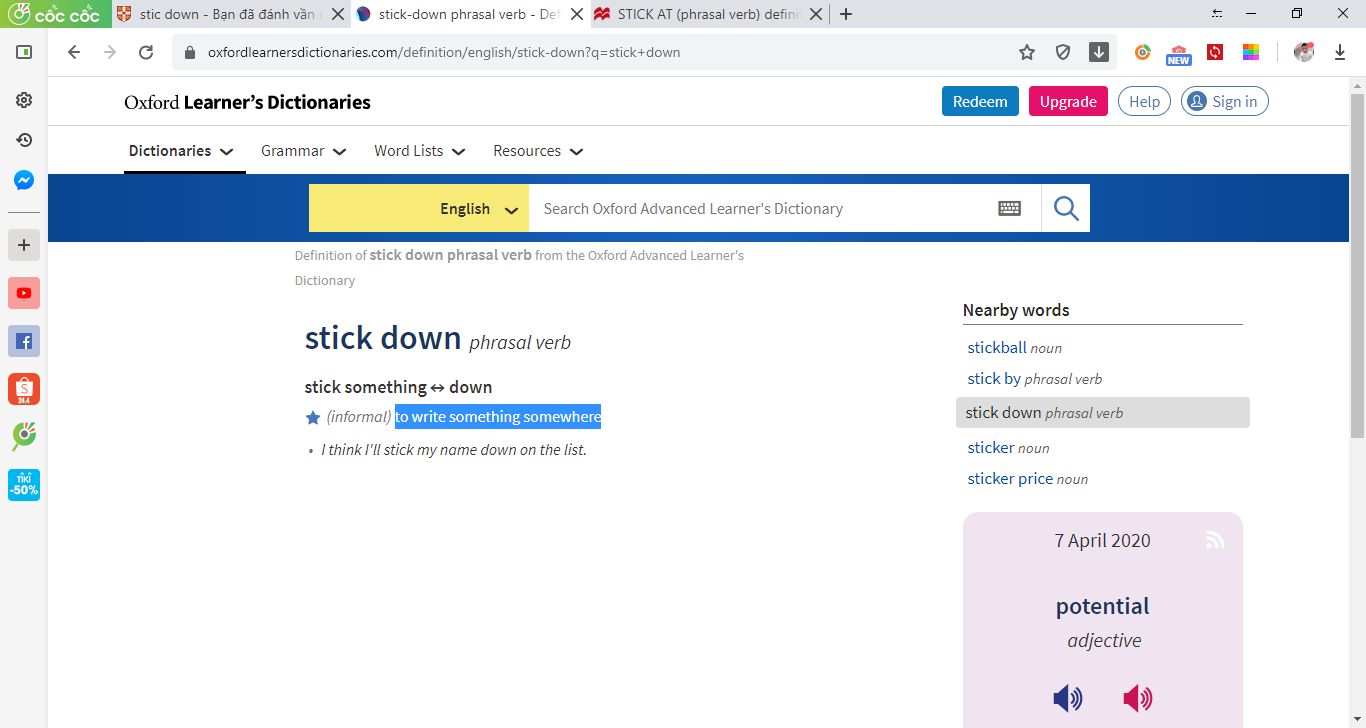 cốc cốc
stic down - Bạn đã đánh vần
stick-down phrasal verb - Def
STICK AT (phrasal verb) defini
oxfordlearnersdictionaries.com/definition/english/stick-down?q=stick+down
NEW
Oxford Learner's Dictionaries
Redeem
Upgrade
Help
Sign in
Dictionaries
Grammar
Word Lists
Resources
English
Search Oxford Advanced Learner's Dictionary
Definition of stick down phrasal verb from the Oxford Advanced Learner's
Dictionary
stick down phrasal verb
stick something ↔ down
(informal) to write something somewhere
• I think I'll stick my name down on the list.
Nearby words
stickball noun
stick by phrasal verb
stick down phrasal verb
sticker noun
sticker price noun
7 April 2020
potential
adjective
S
24.4
TIKI
-50%